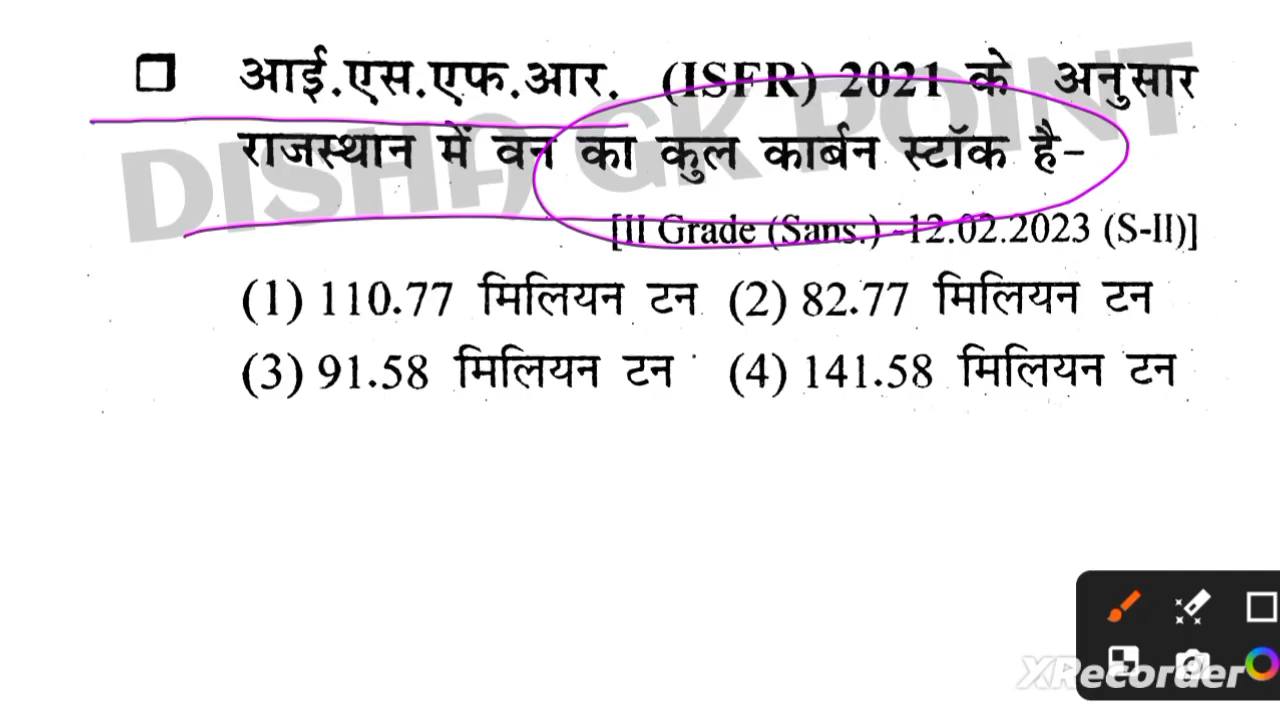 आई.एस.एफ.आर. (ISFR) 2021 के अनुसार
राजस्थान में वन का कुल कार्बन स्टॉक है-
[II Grade (Sans.) -12.02.2023 (S-II)]
(1) 110.77 मिलियन टन (2) 82.77 मिलियन टन
(3) 91.58 मिलियन टन (4) 141.58 मिलियन टन
DISHA GK POINT
XRecorder